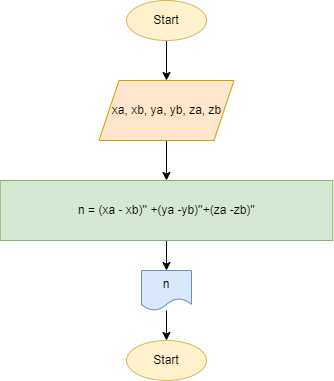 Start
xa, xb, ya, yb, za, zb
n = (xa - xb)" +(ya -yb)"+(za -zb)"
n
Start